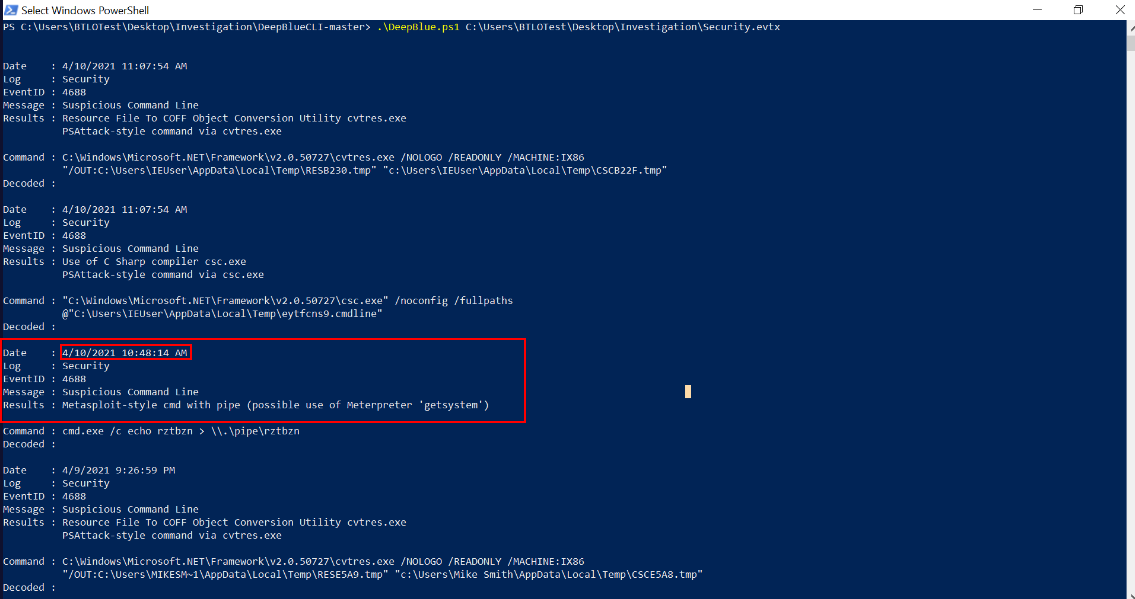 Select Windows PowerShell
PS C:\Users\BTLOTest\Desktop\Investigation\DeepBlueCLI-master> .\DeepBlue.ps1 C:\Users\BTLOTest\Desktop\Investigation\Security.evtx
Date    : 4/10/2021 11:07:54 AM
Log     : Security
EventID : 4688
Message : Suspicious Command Line
Results : Resource File To COFF Object Conversion Utility cvtres.exe
          PSAttack-style command via cvtres.exe
Command : C:\Windows\Microsoft.NET\Framework\v2.0.50727\cvtres.exe /NOLOGO /READONLY /MACHINE:IX86
          "/OUT:C:\Users\IEUser\AppData\Local\Temp\RESB230.tmp" "c:\Users\IEUser\AppData\Local\Temp\CSCB22F.tmp"
Decoded :
Date    : 4/10/2021 11:07:54 AM
Log     : Security
EventID : 4688
Message : Suspicious Command Line
Results : Use of C Sharp compiler csc.exe
          PSAttack-style command via csc.exe
Command : "C:\Windows\Microsoft.NET\Framework\v2.0.50727\csc.exe" /noconfig /fullpaths
          @"C:\Users\IEUser\AppData\Local\Temp\eytfcns9.cmdline"
Decoded :
Date    : 4/10/2021 10:48:14 AM
Log     : Security
EventID : 4688
Message : Suspicious Command Line
Results : Metasploit-style cmd with pipe (possible use of Meterpreter 'getsystem')
Command : cmd.exe /c echo rztbzn > \\.\pipe\rztbzn
Decoded :
Date    : 4/9/2021 9:26:59 PM
Log     : Security
EventID : 4688
Message : Suspicious Command Line
Results : Resource File To COFF Object Conversion Utility cvtres.exe
          PSAttack-style command via cvtres.exe
Command : C:\Windows\Microsoft.NET\Framework\v2.0.50727\cvtres.exe /NOLOGO /READONLY /MACHINE:IX86
          "/OUT:C:\Users\MIKESM~1\AppData\Local\Temp\RESE5A9.tmp" "c:\Users\Mike Smith\AppData\Local\Temp\CSCE5A8.tmp"
Decoded :